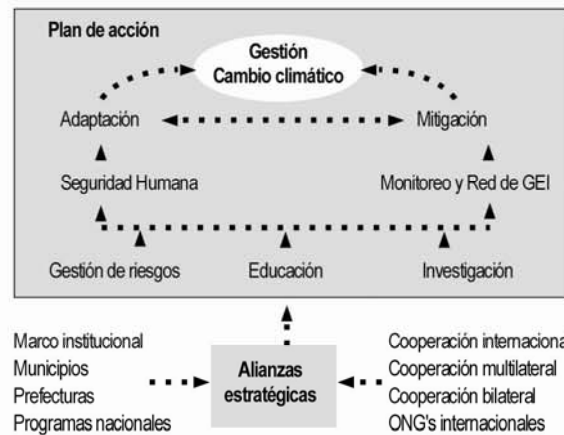 Plan de acción
Gestión
Cambio climático
Adaptación
Mitigación
Seguridad Humana
Monitoreo y Red de GEI
Gestión de riesgos
Educación
Investigación
Marco institucional
Municipios
Prefecturas
Programas nacionales
Alianzas
estratégicas
Cooperación internaciona
Cooperación multilateral
Cooperación bilateral
ONG's internacionales